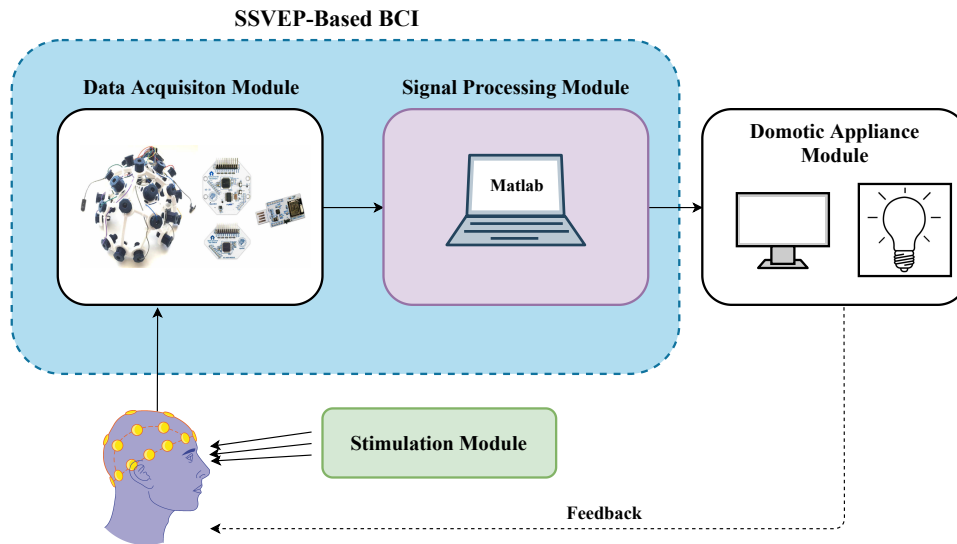 SSVEP-Based BCI
Data Acquisiton Module
Signal Processing Module
Domotic Appliance
Module
Matlab
Stimulation Module
Feedback